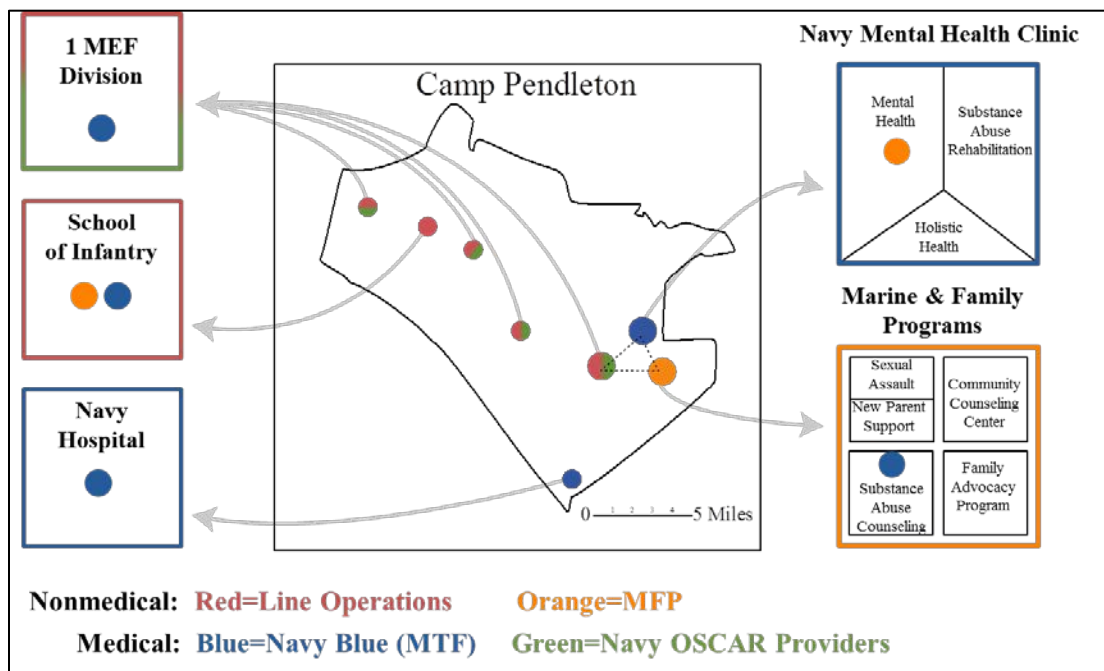 1 MEF
Division
School
of Infantry
Navy
Hospital
Camp Pendleton
0
1
2
3
4
5 Miles
Navy Mental Health Clinic
Mental
Health
Substance
Abuse
Rehabilitation
Holistic
Health
Marine & Family
Programs
Sexual
Assault
New Parent
Support
Community
Counseling
Center
Substance
Abuse
Counseling
Family
Advocacy
Program
Nonmedical: Red=Line Operations Orange=MFP
Medical: Blue=Navy Blue (MTF) Green=Navy OSCAR Providers